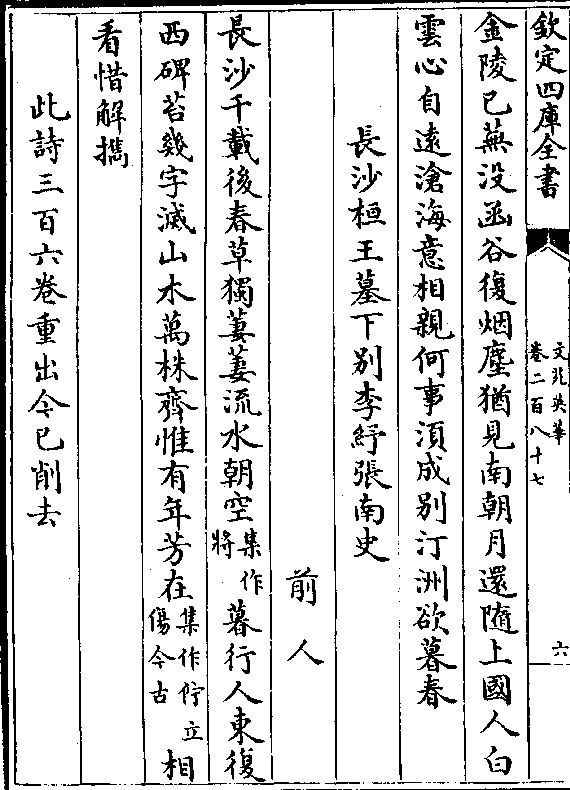 欽定四庫全書
文苑英華
卷二百八十七
六
金陵已蕪没函谷復烟塵猶見南朝月還隨上國人白
雲心自遠滄海意相親何事須成别汀洲欲暮春
長沙桓王墓下别李紓張南史
前人
長沙千載後春草獨萋萋流水朝空集作將暮行人東復
西碑苔幾字滅山木萬株齊惟有年芳在集作佇立傷今古相
看惜解攜
此詩三百六卷重出今已削去